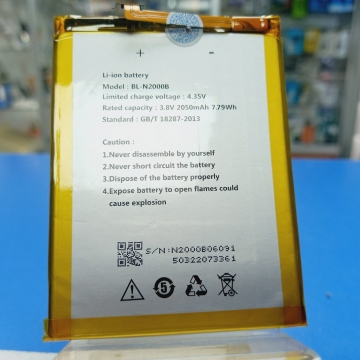 + -
Li-ion battery
Model : BL-N2000B
Limited charge voltage : 4.35V
Rated capacity : 3.8V 2050mAh 7.79Wh
Standard : GB/T 18287-2013
Caution :
1.Never disassemble by yourself
2.Never short circuit the battery
3.Dispose of the battery properly
4.Expose battery to open flames could
cause explosion
S/N:N2000B06091
50322073361
5